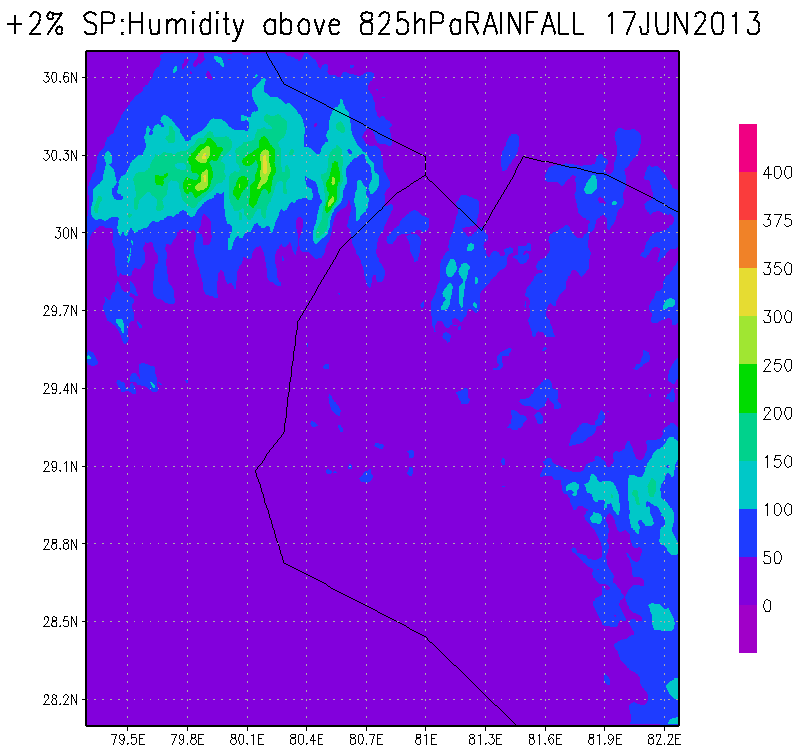 +2% SP:Humidity above 825hPaRAINFALL 17JUN2013
30.6N
30.3N
30N
29.7N
29.4N
29.1N
28.8N
28.5N
28.2N
79.5E 79.8E 80.1E 80.4E 80.7E 81E 81.3E 81.6E 81.9E 82.2E
400
375
350
300
250
200
150
100
50
0